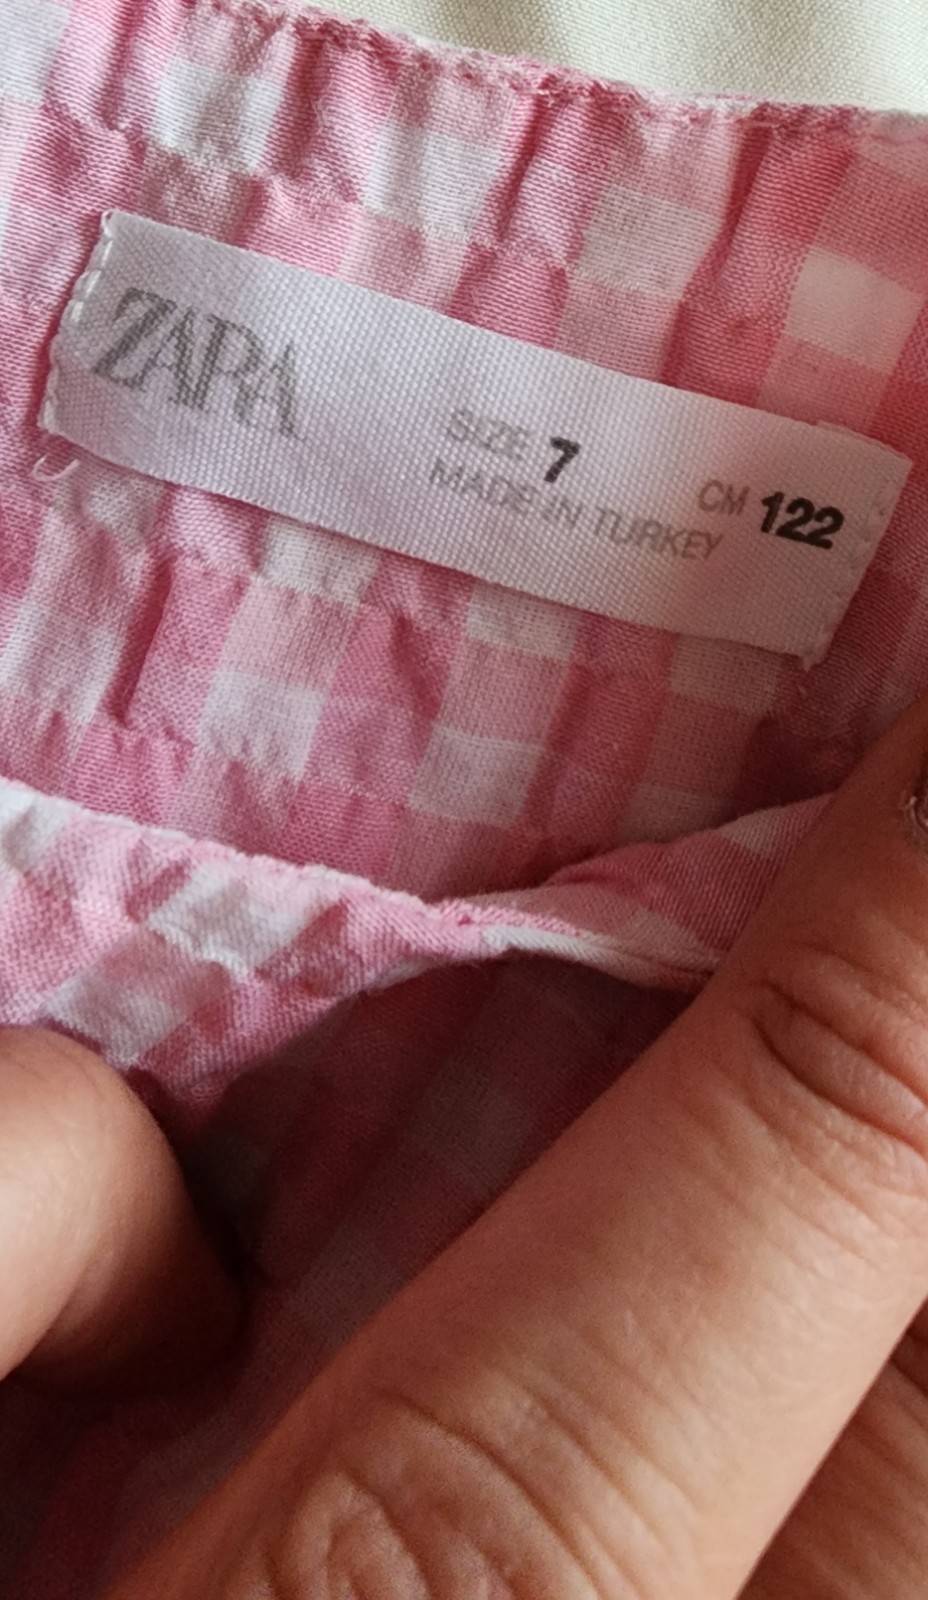 ZARA
SIZE 7
CM 122
MADE IN TURKEY